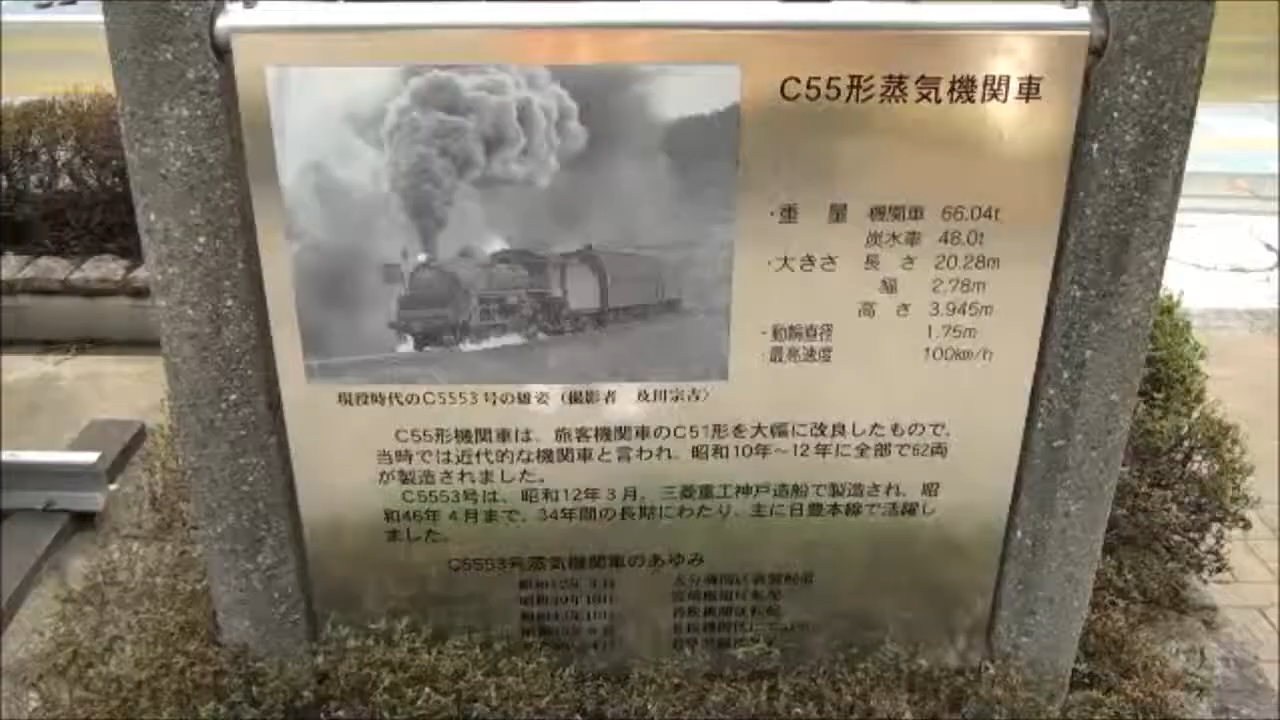 C55形蒸気機関車
・重量 機関車 66.04t
炭水車 48.0t
・大きさ 長さ 20.28m
幅 2.78m
高さ 3.945m
・動輪直径 1.75m
・最高速度 100km/h
現役時代のC5553号の雄姿（撮影者 及川宗吉）
C55形機関車は、旅客機関車のC51形を大幅に改良したもので、
当時では近代的な機関車と言われ、昭和10年～12年に全部で62両
が製造されました。
C5553号は、昭和12年3月、三菱重工神戸造船で製造され、昭
和46年4月まで、34年間の長期にわたり、主に日豊本線で活躍し
ました。
C5553号蒸気機関車のあゆみ